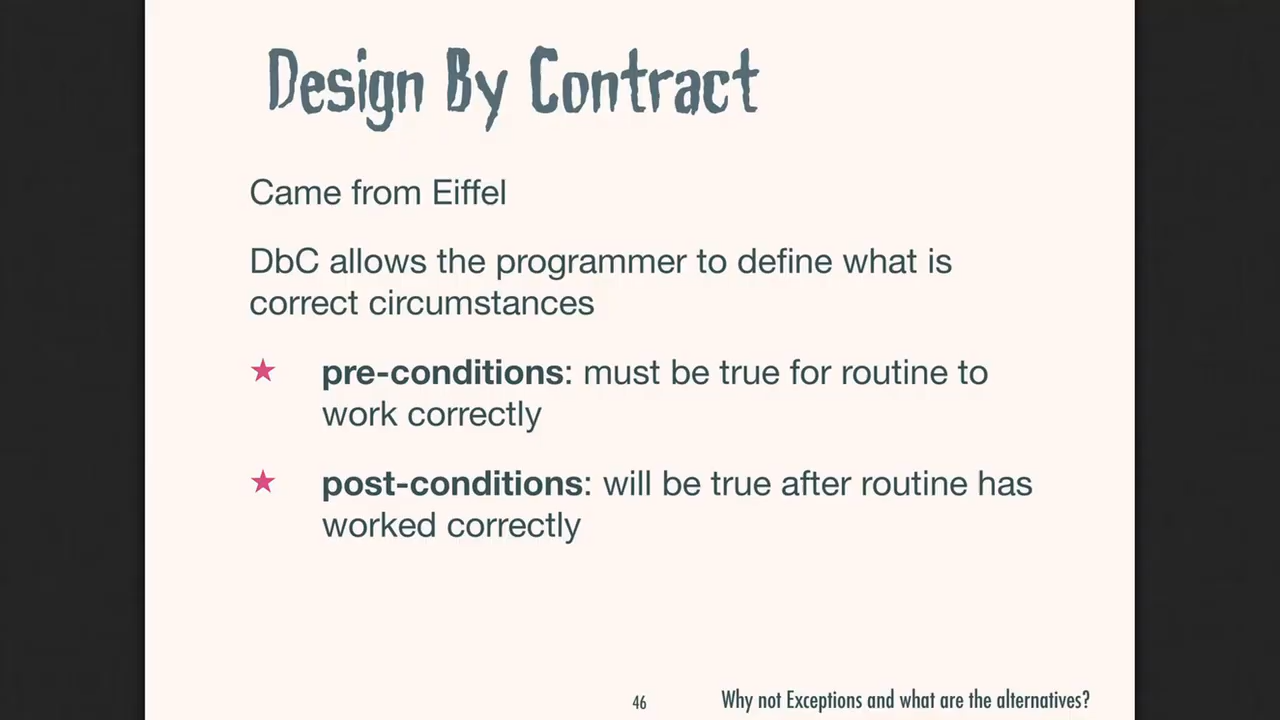 Design By Contract
Came from Eiffel
DbC allows the programmer to define what is
correct circumstances
★ pre-conditions: must be true for routine to
work correctly
★ post-conditions: will be true after routine has
worked correctly
46
Why not Exceptions and what are the alternatives?